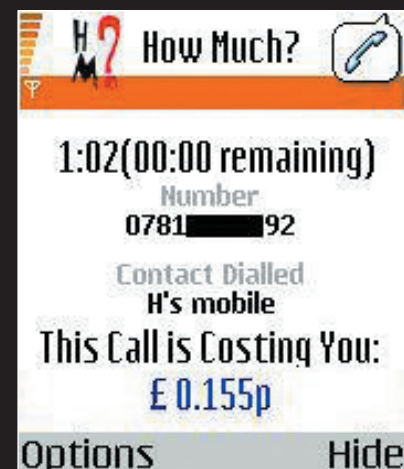 H
M? How Much?
1:02(00:00 remaining)
Number
0781 92
Contact Dialled
H's mobile
This Call is Costing You:
£ 0.155p
Options Hide